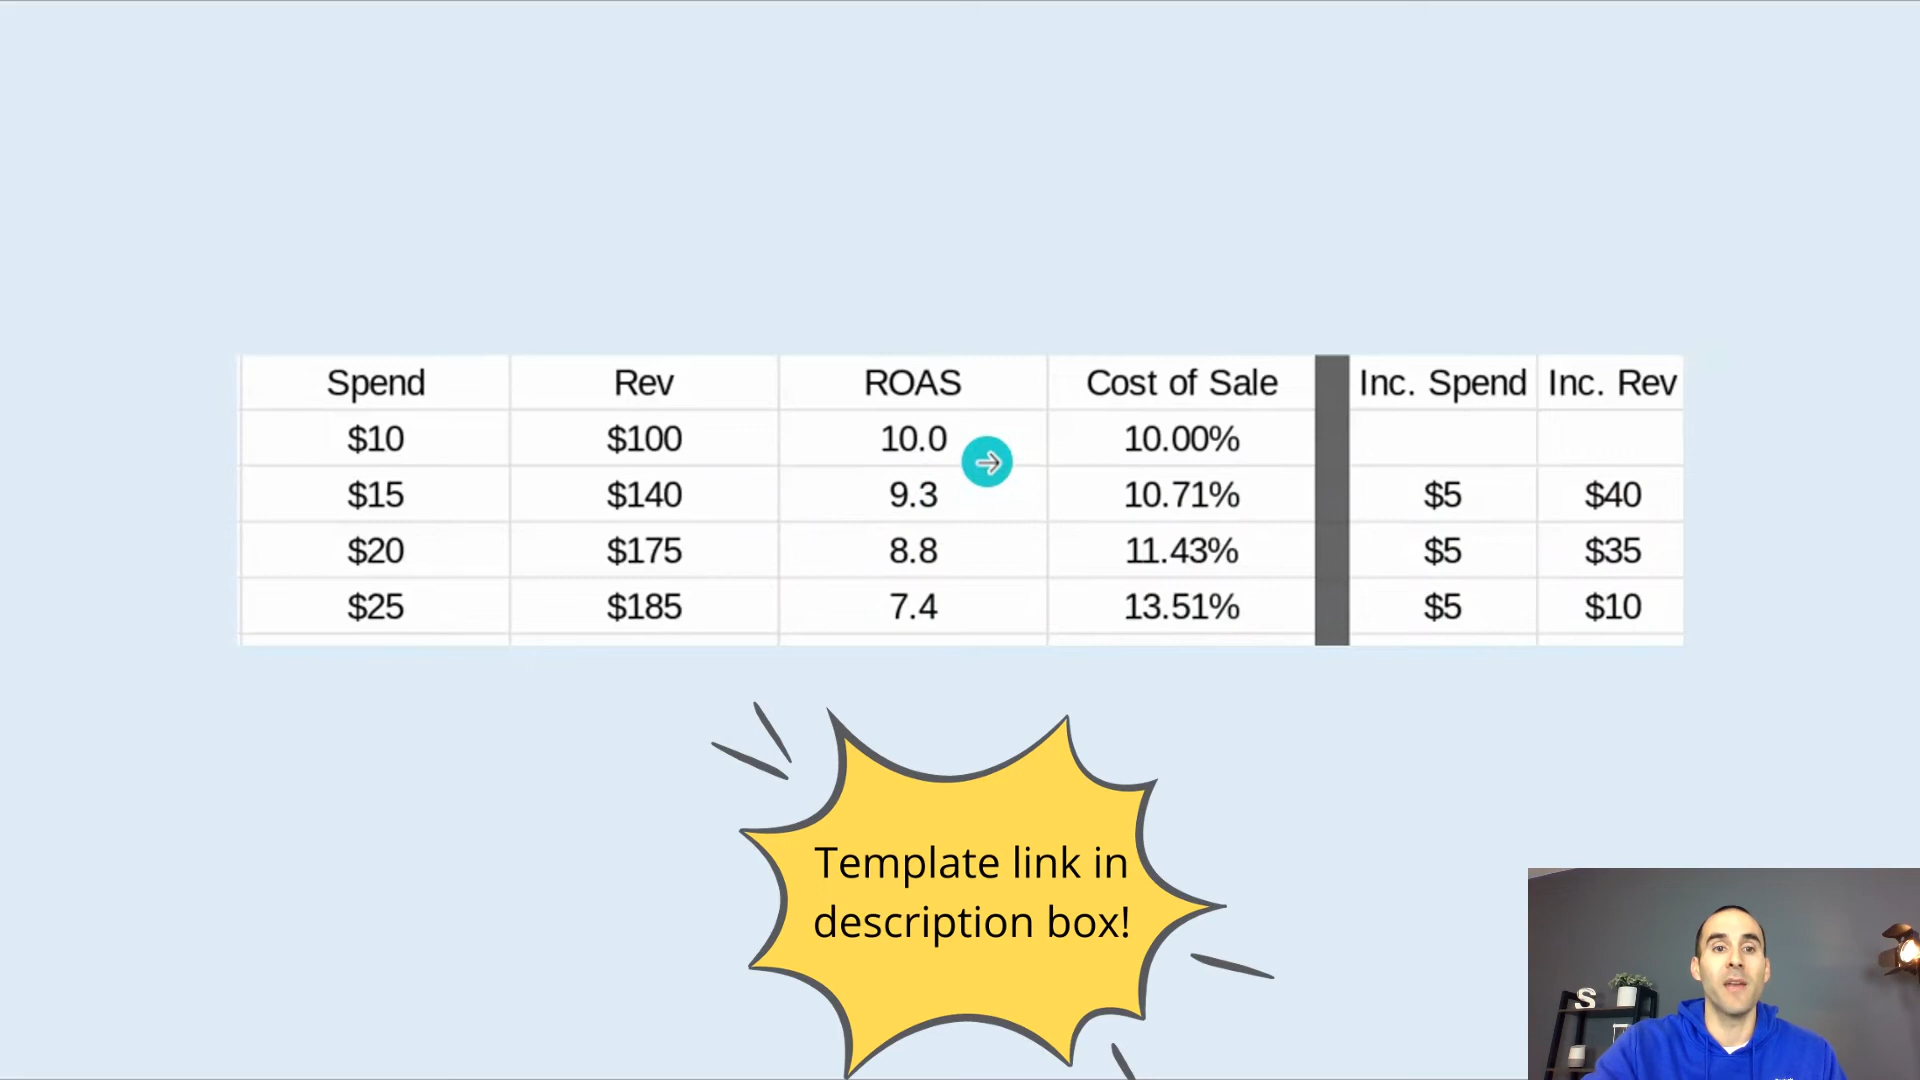 Spend Rev ROAS Cost of Sale Inc. Spend Inc. Rev
$10 $100 10.0 10.00%
$15 $140 9.3 10.71% $5 $40
$20 $175 8.8 11.43% $5 $35
$25 $185 7.4 13.51% $5 $10
Template link in
description box!
S